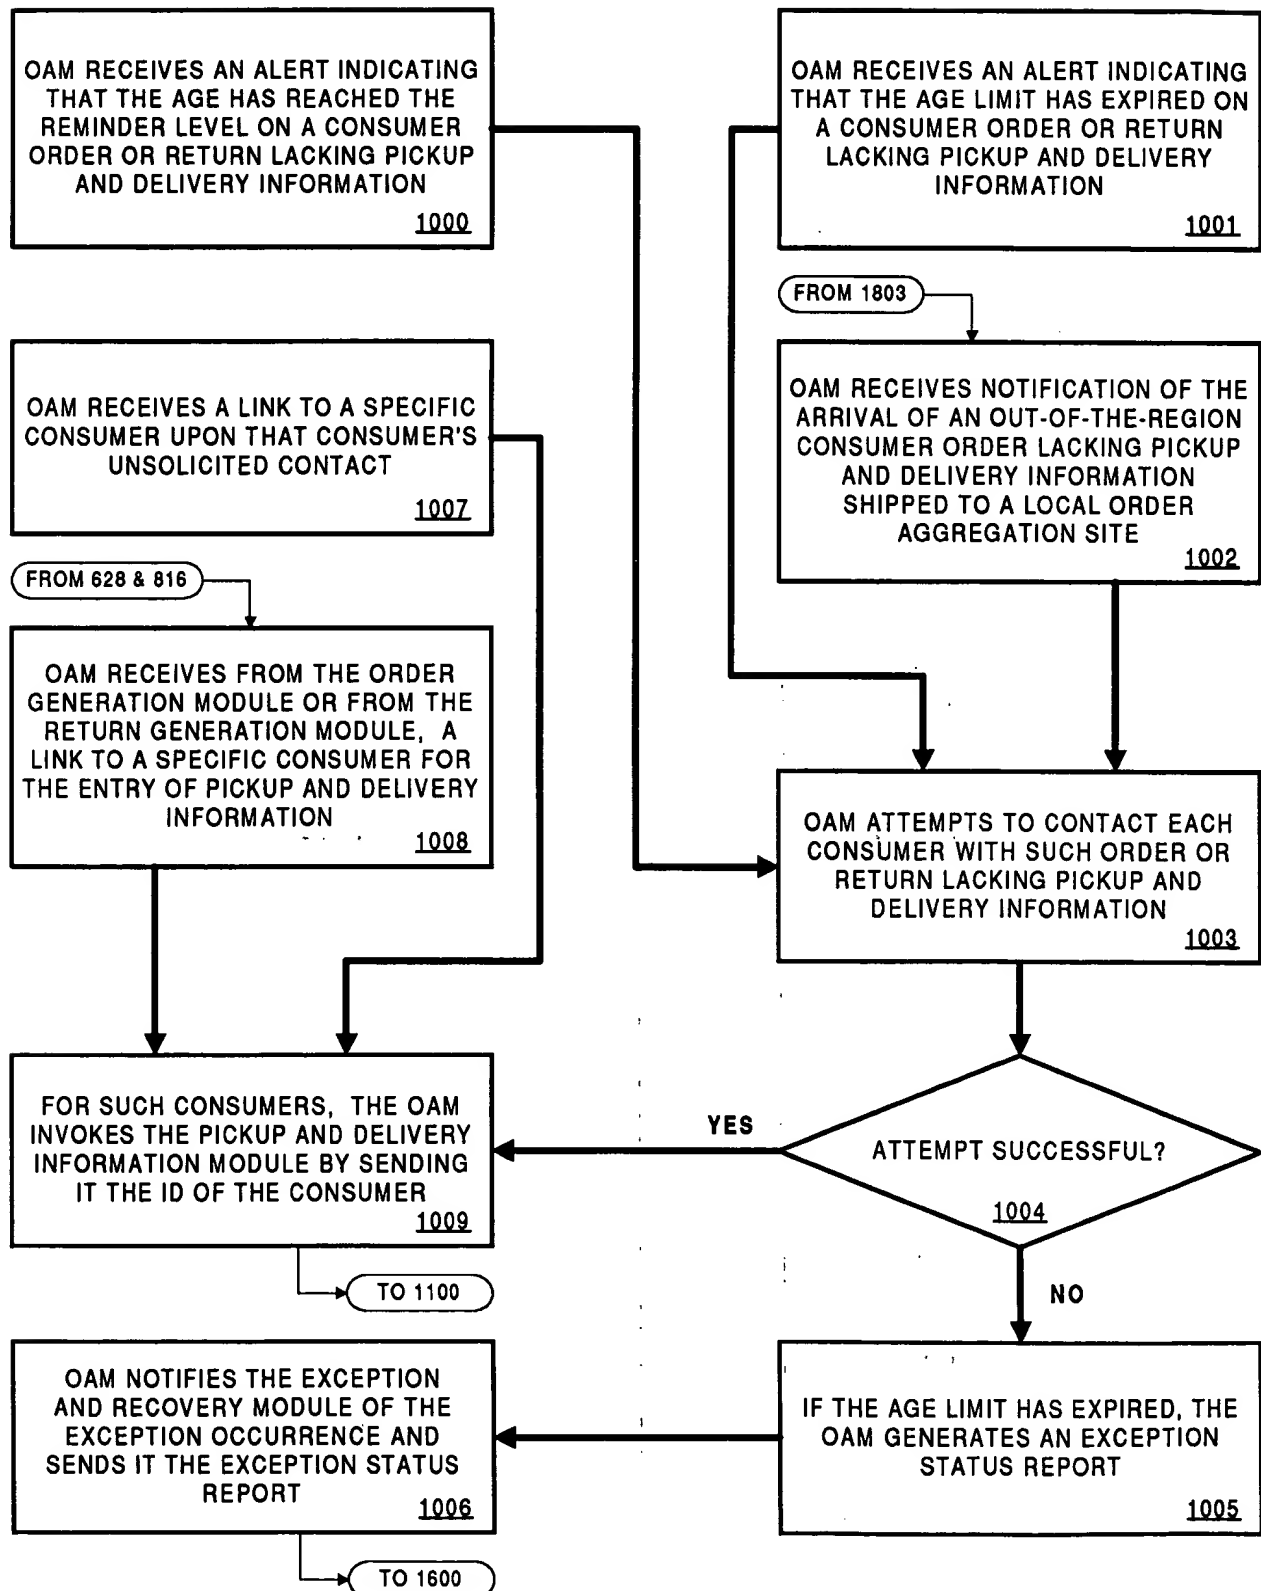 OAM RECEIVES AN ALERT INDICATING
THAT THE AGE HAS REACHED THE
REMINDER LEVEL ON A CONSUMER
ORDER OR RETURN LACKING PICKUP
AND DELIVERY INFORMATION
1000
OAM RECEIVES AN ALERT INDICATING
THAT THE AGE LIMIT HAS EXPIRED ON
A CONSUMER ORDER OR RETURN
LACKING PICKUP AND DELIVERY
INFORMATION
1001
FROM 1803
OAM RECEIVES A LINK TO A SPECIFIC
CONSUMER UPON THAT CONSUMER'S
UNSOLICITED CONTACT
1007
OAM RECEIVES NOTIFICATION OF THE
ARRIVAL OF AN OUT-OF-THE-REGION
CONSUMER ORDER LACKING PICKUP
AND DELIVERY INFORMATION
SHIPPED TO A LOCAL ORDER
AGGREGATION SITE
1002
FROM 628 & 816
OAM RECEIVES FROM THE ORDER
GENERATION MODULE OR FROM THE
RETURN GENERATION MODULE, A
LINK TO A SPECIFIC CONSUMER FOR
THE ENTRY OF PICKUP AND DELIVERY
INFORMATION
1008
OAM ATTEMPTS TO CONTACT EACH
CONSUMER WITH SUCH ORDER OR
RETURN LACKING PICKUP AND
DELIVERY INFORMATION
1003
FOR SUCH CONSUMERS, THE OAM
INVOKES THE PICKUP AND DELIVERY
INFORMATION MODULE BY SENDING
IT THE ID OF THE CONSUMER
1009
YES
ATTEMPT SUCCESSFUL?
1004
TO 1100
NO
OAM NOTIFIES THE EXCEPTION
AND RECOVERY MODULE OF THE
EXCEPTION OCCURRENCE AND
SENDS IT THE EXCEPTION STATUS
REPORT
1006
IF THE AGE LIMIT HAS EXPIRED, THE
OAM GENERATES AN EXCEPTION
STATUS REPORT
1005
TO 1600